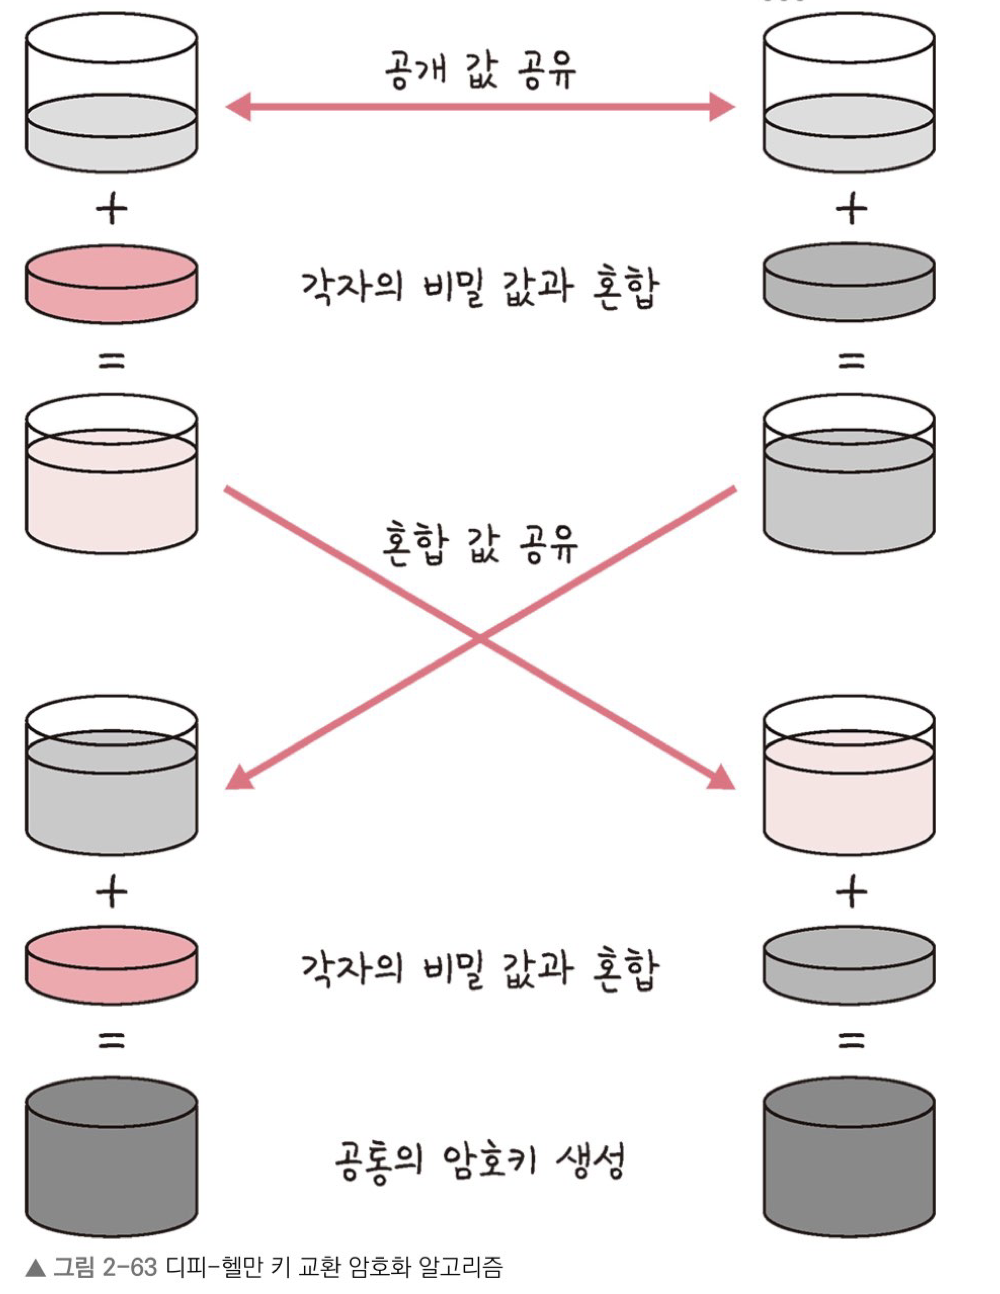 공개 값 공유
+ +
각자의 비밀 값과 혼합
= =
혼합 값 공유
+ +
각자의 비밀 값과 혼합
= =
공통의 암호키 생성
▲ 그림 2-63 디피-헬만 키 교환 암호화 알고리즘